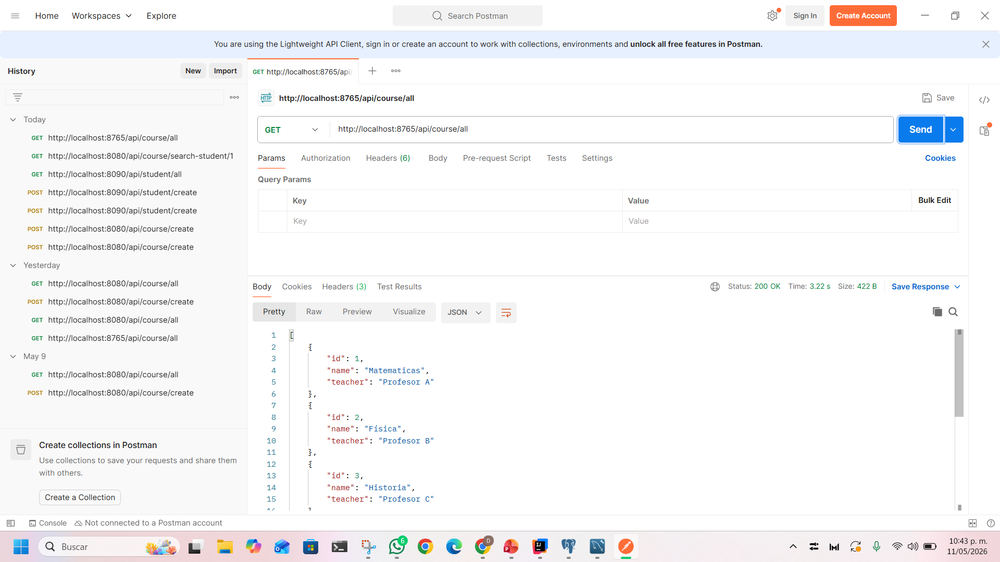 Home Workspaces Explore Search Postman Sign In Create Account
You are using the Lightweight API Client, sign in or create an account to work with collections, environments and unlock all free features in Postman.
History New Import
GET http://localhost:8765/api/
HTTP http://localhost:8765/api/course/all Save
GET http://localhost:8765/api/course/all Send
Params Authorization Headers (6) Body Pre-request Script Tests Settings Cookies
Query Params
Key Value Bulk Edit
Key Value
Today
GET http://localhost:8765/api/course/all
GET http://localhost:8080/api/course/search-student/1
GET http://localhost:8090/api/student/all
POST http://localhost:8090/api/student/create
POST http://localhost:8090/api/student/create
POST http://localhost:8080/api/course/create
POST http://localhost:8080/api/course/create
Yesterday
GET http://localhost:8080/api/course/all
POST http://localhost:8080/api/course/create
GET http://localhost:8080/api/course/all
GET http://localhost:8765/api/course/all
May 9
GET http://localhost:8080/api/course/all
POST http://localhost:8080/api/course/create
Create collections in Postman
Use collections to save your requests and share them
with others.
Create a Collection
Body Cookies Headers (3) Test Results Status: 200 OK Time: 3.22 s Size: 422 B Save Response
Pretty Raw Preview Visualize JSON
1 [
2 {
3 "id": 1,
4 "name": "Matematicas",
5 "teacher": "Profesor A"
6 },
7 {
8 "id": 2,
9 "name": "Física",
10 "teacher": "Profesor B"
11 },
12 {
13 "id": 3,
14 "name": "Historia",
15 "teacher": "Profesor C"
Console Not connected to a Postman account
Buscar
6
D
10:43 p. m.
11/05/2026